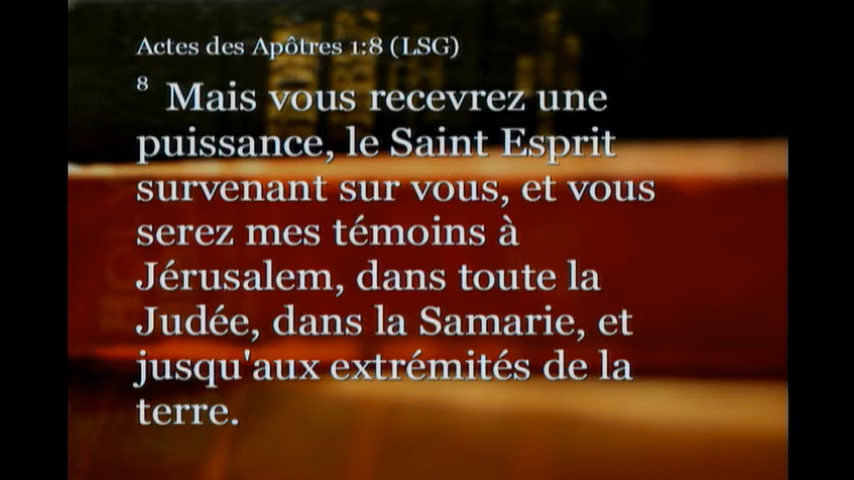 Actes des Apôtres 1:8 (LSG)
8 Mais vous recevrez une
puissance, le Saint Esprit
survenant sur vous, et vous
serez mes témoins à
Jérusalem, dans toute la
Judée, dans la Samarie, et
jusqu'aux extrémités de la
terre.